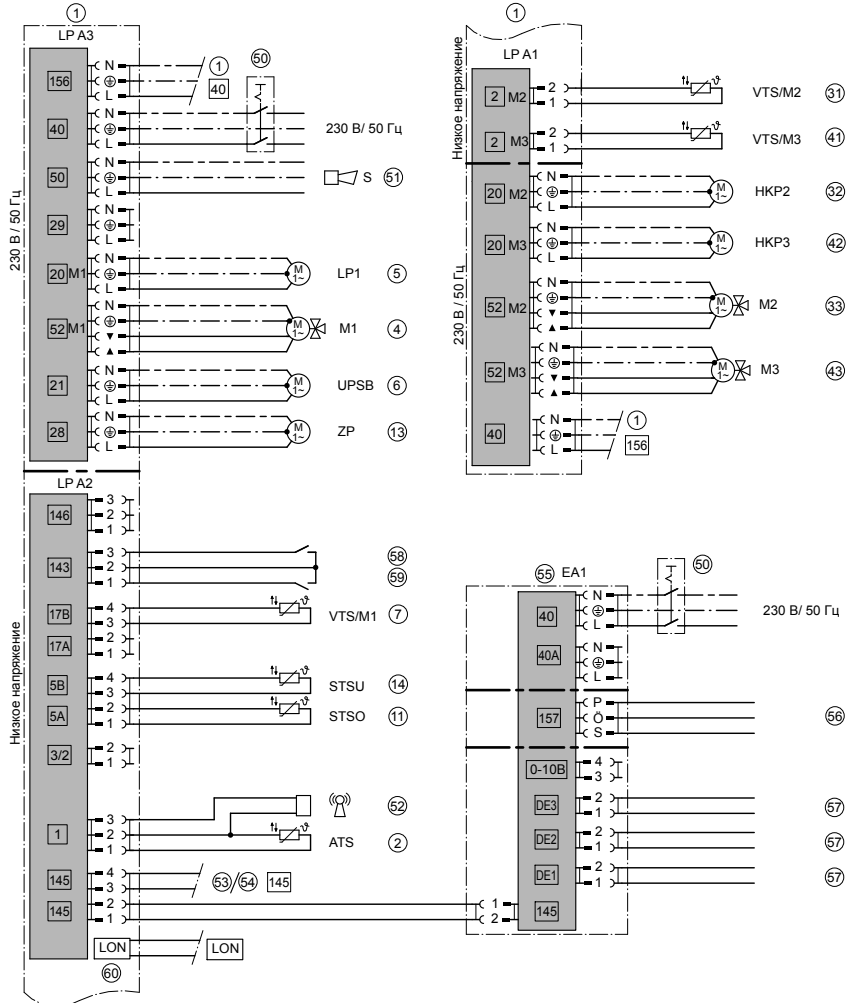 1
LP A3
230 В / 50 Гц
156
N
L
1
40
40
N
L
50
230 В/ 50 Гц
50
N
L
S
51
29
N
L
20 M1
N
L
M
1~
LP1
5
52 M1
N
▼
▲
M
1~
M1
4
21
N
L
M
1~
UPSB
6
28
N
L
M
1~
ZP
13
LP A2
Низкое напряжение
146
3
2
1
143
3
2
1
58
59
17B
4
3
ϑ
VTS/M1
7
17A
2
1
5B
4
3
ϑ
STSU
14
5A
2
1
ϑ
STSO
11
3/2
2
1
1
3
2
1
52
ϑ
ATS
2
145
4
3
53/54
145
145
2
1
LON
LON
60
1
LP A1
Низкое напряжение
2 M2
2
1
ϑ
VTS/M2
31
2 M3
2
1
ϑ
VTS/M3
41
230 В / 50 Гц
20 M2
N
L
M
1~
HKP2
32
20 M3
N
L
M
1~
HKP3
42
52 M2
N
▼
▲
M
1~
M2
33
52 M3
N
▼
▲
M
1~
M3
43
40
N
L
1
156
55
EA1
50
40
N
L
230 В/ 50 Гц
40A
N
L
157
P
Ö
S
56
0-10В
4
3
DE3
2
1
57
DE2
2
1
57
DE1
2
1
57
145
1
2